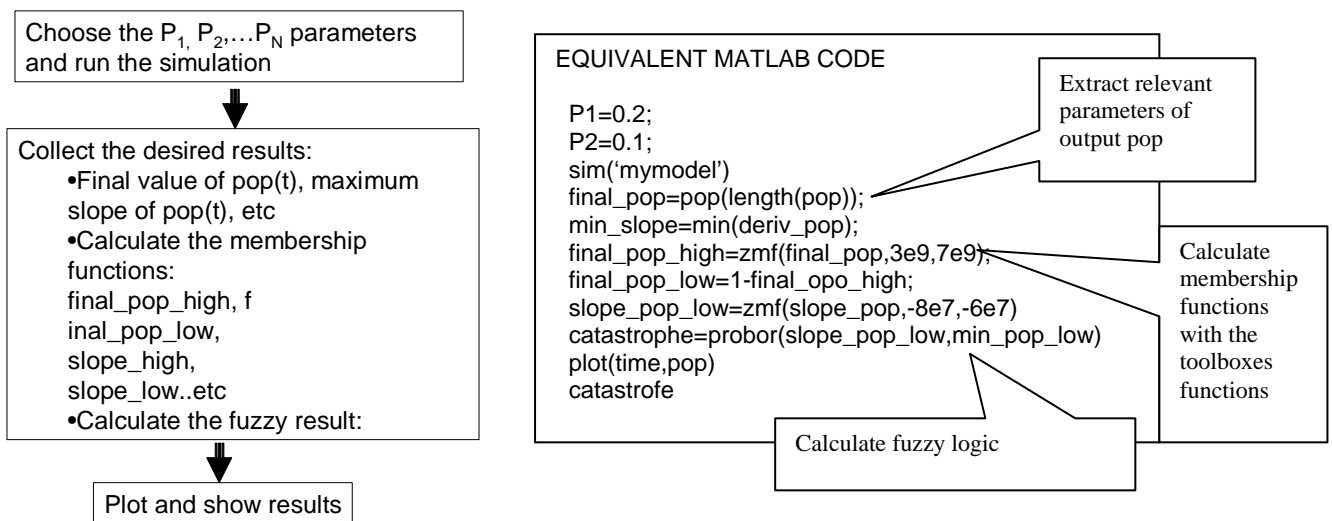 Choose the P1, P2,…PN parameters
and run the simulation
Collect the desired results:
•Final value of pop(t), maximum
slope of pop(t), etc
•Calculate the membership
functions:
final_pop_high, f
inal_pop_low,
slope_high,
slope_low..etc
•Calculate the fuzzy result:
Plot and show results
EQUIVALENT MATLAB CODE
P1=0.2;
P2=0.1;
sim(‘mymodel’)
final_pop=pop(length(pop));
min_slope=min(deriv_pop);
final_pop_high=zmf(final_pop,3e9,7e9);
final_pop_low=1-final_opo_high;
slope_pop_low=zmf(slope_pop,-8e7,-6e7)
catastrophe=probor(slope_pop_low,min_pop_low)
plot(time,pop)
catastrofe
Extract relevant
parameters of
output pop
Calculate
membership
functions
with the
toolboxes
functions
Calculate fuzzy logic